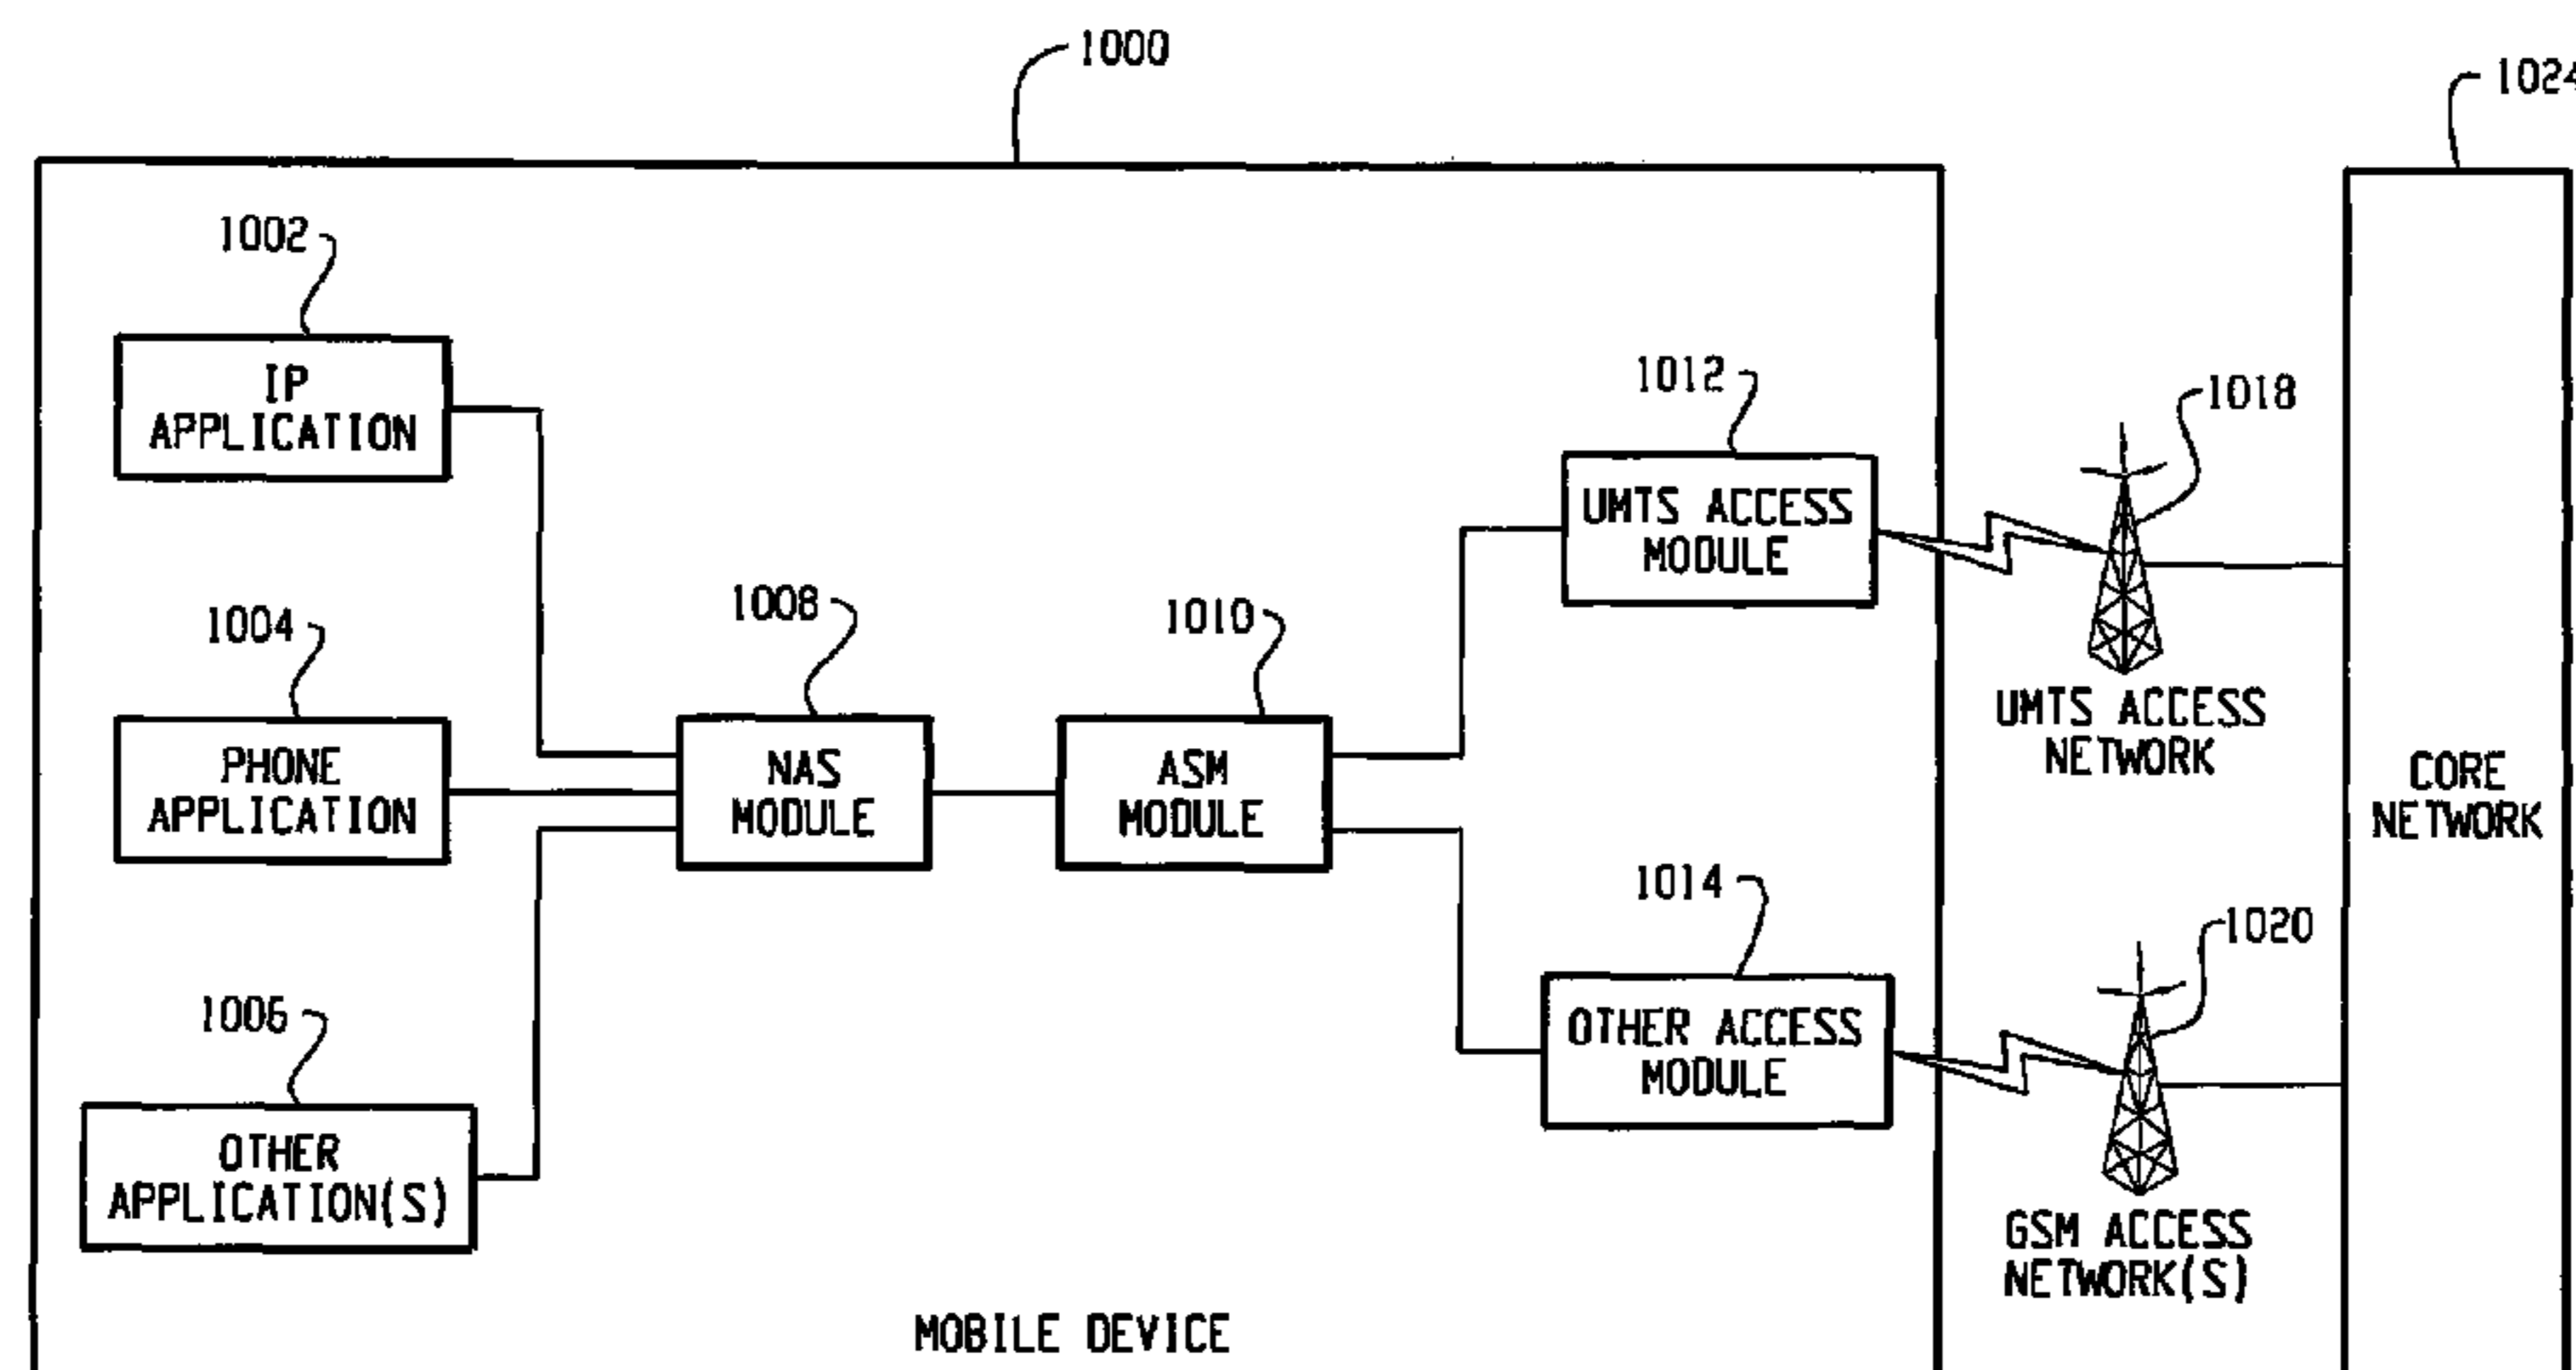 1000
1024
1002
IP
APPLICATION
1012
UMTS ACCESS
MODULE
1018
UMTS ACCESS
NETWORK
1004
PHONE
APPLICATION
1008
NAS
MODULE
1010
ASM
MODULE
CORE
NETWORK
1014
OTHER ACCESS
MODULE
1020
GSM ACCESS
NETWORK(S)
1006
OTHER
APPLICATION(S)
MOBILE DEVICE